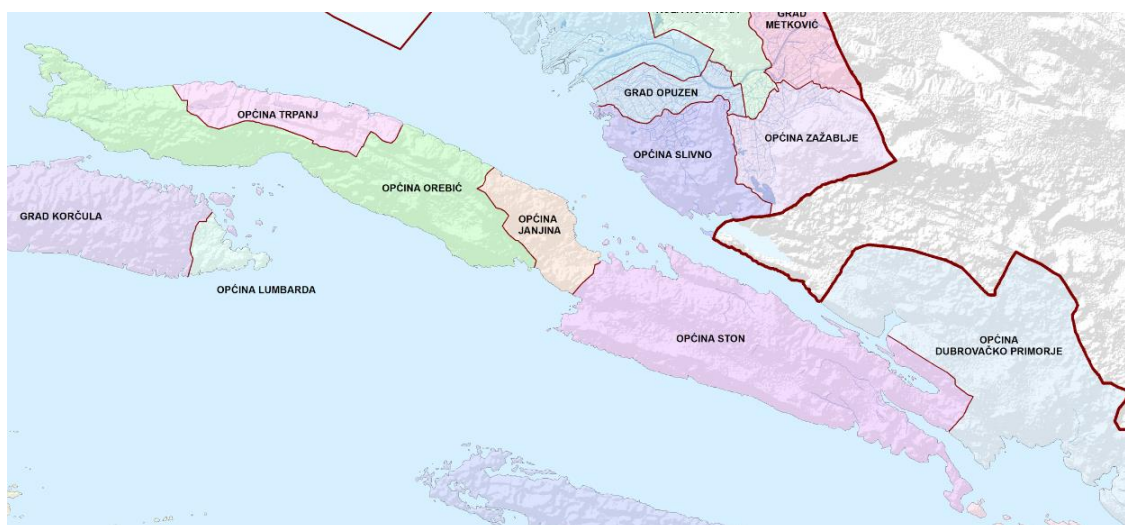 GRAD
METKOVIĆ
OPĆINA TRPANJ
GRAD OPUZEN
OPĆINA ZAŽABLJE
OPĆINA SLIVNO
OPĆINA OREBIĆ
GRAD KORČULA
OPĆINA
JANJINA
OPĆINA LUMBARDA
OPĆINA STON
OPĆINA
DUBROVAČKO PRIMORJE